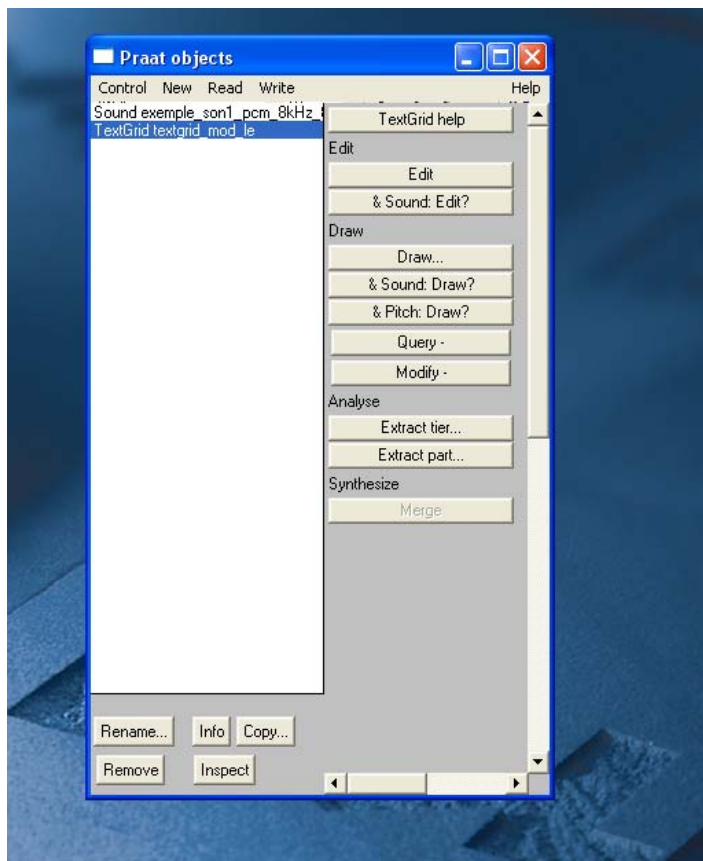 Praat objects
Control New Read Write Help
Sound exemple_son1_pcm_8kHz_
TextGrid textgrid_mod_le
TextGrid help
Edit
Edit
& Sound: Edit?
Draw
Draw...
& Sound: Draw?
& Pitch: Draw?
Query -
Modify -
Analyse
Extract tier...
Extract part...
Synthesize
Merge
Rename... Info Copy...
Remove Inspect